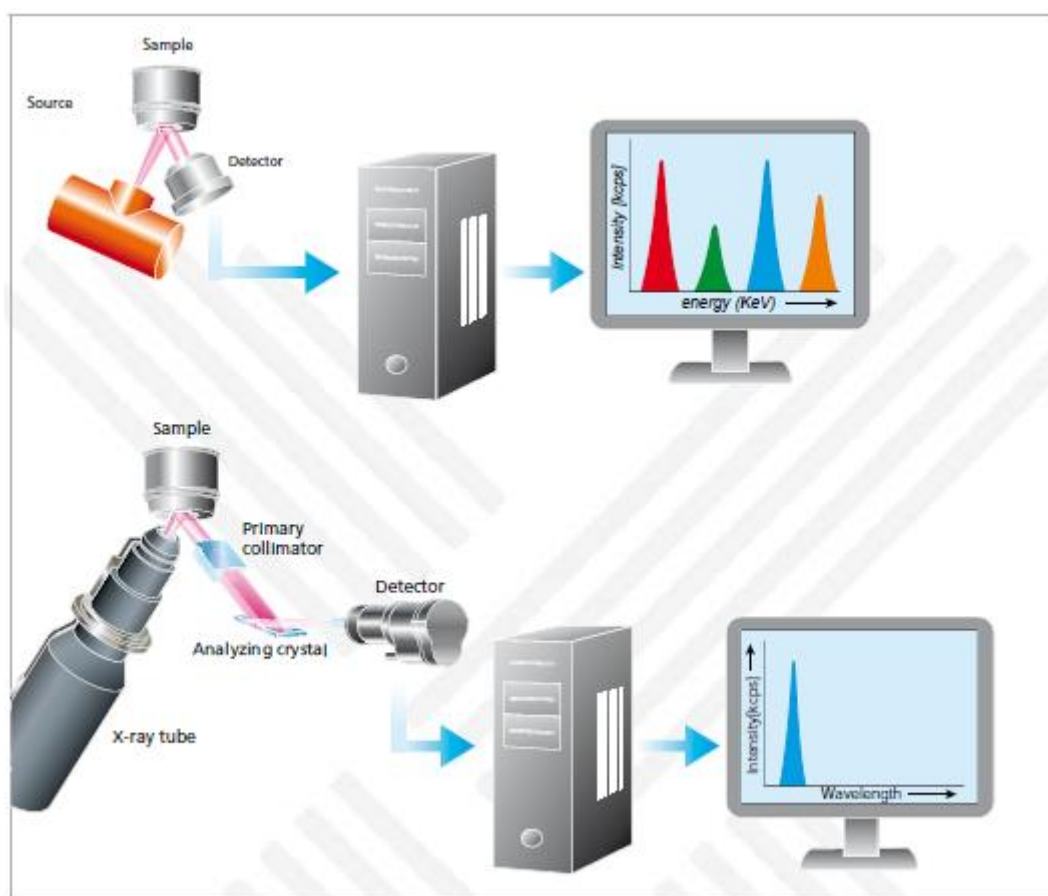 Sample
Source
Detector
Intensity [kcps]
energy (KeV)
Sample
Primary
collimator
Detector
Analyzing crystal
X-ray tube
Intensity[kcps]
Wavelength